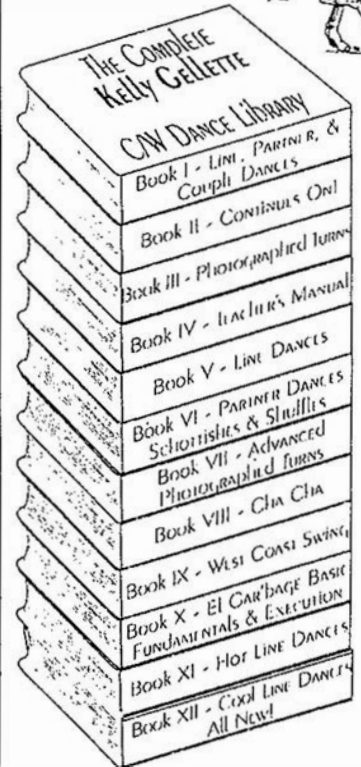 The Complete
Kelly Gellette
C/W Dance Library
Book I - Line, Partner, &
Couple Dances
Book II - Continues On!
Book III - Photographed Turns
Book IV - Teacher's Manual
Book V - Line Dances
Book VI - Partner Dances
Schottishes & Shuffles
Book VII - Advanced
Photographed Turns
Book VIII - Cha Cha
Book IX - West Coast Swing
Book X - El Gar'bage Basic
Fundamentals & Execution
Book XI - Hot Line Dances
Book XII - Cool Line Dances
All New!